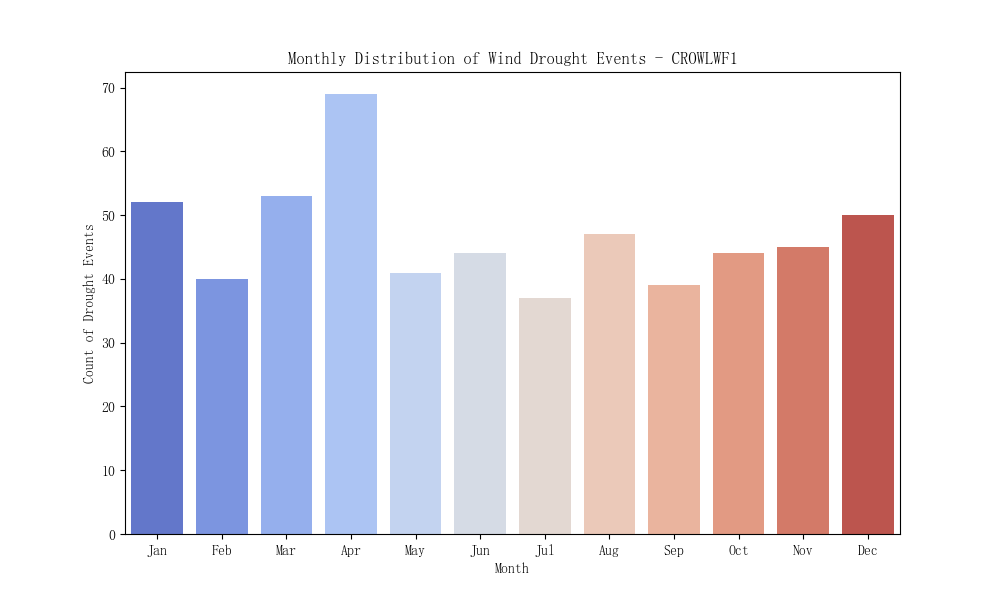 Monthly Distribution of Wind Drought Events - CROWLWF1
70
60
50
40
30
20
10
0
Count of Drought Events
Jan Feb Mar Apr May Jun Jul Aug Sep Oct Nov Dec
Month